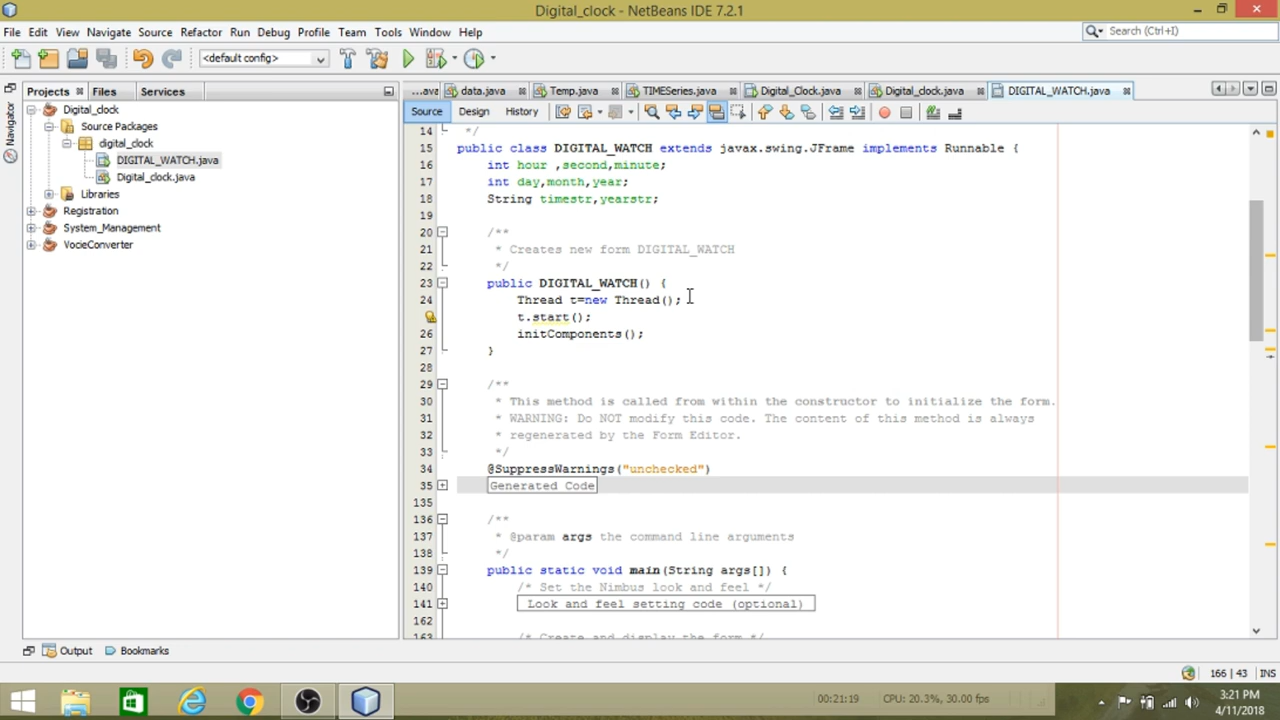 Digital_clock - NetBeans IDE 7.2.1
File Edit View Navigate Source Refactor Run Debug Profile Team Tools Window Help
Search (Ctrl+I)
<default config>
Projects Files Services
...ava data.java Temp.java TIMESeries.java Digital_Clock.java Digital_clock.java DIGITAL_WATCH.java
Navigator
Source Design History
Digital_clock
Source Packages
digital_clock
DIGITAL_WATCH.java
Digital_clock.java
Libraries
Registration
System_Management
VocieConverter
14 */
15 public class DIGITAL_WATCH extends javax.swing.JFrame implements Runnable {
16 int hour ,second,minute;
17 int day,month,year;
18 String timestr,yearstr;
19
20 /**
21 * Creates new form DIGITAL_WATCH
22 */
23 public DIGITAL_WATCH() {
24 Thread t=new Thread();
t.start();
26 initComponents();
27 }
28
29 /**
30 * This method is called from within the constructor to initialize the form.
31 * WARNING: Do NOT modify this code. The content of this method is always
32 * regenerated by the Form Editor.
33 */
34 @SuppressWarnings("unchecked")
35 Generated Code
135
136 /**
137 * @param args the command line arguments
138 */
139 public static void main(String args[]) {
140 /* Set the Nimbus look and feel */
141 Look and feel setting code (optional)
162
163 /* Create and display the form */
Output Bookmarks
166 | 43 INS
00:21:19 CPU: 20.3%, 30.00 fps
3:21 PM
4/11/2018